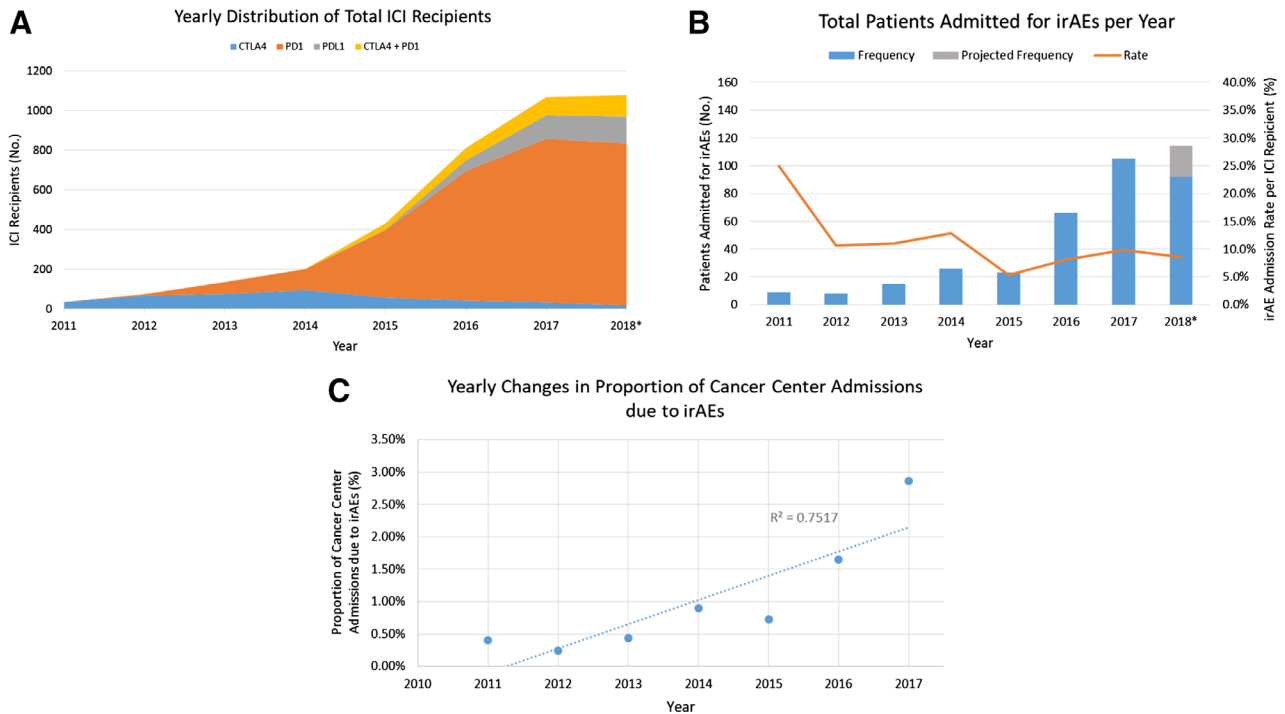 A
Yearly Distribution of Total ICI Recipients
CTLA4 PD1 PDL1 CTLA4 + PD1
ICI Recipients (No.)
1200
1000
800
600
400
200
0
2011 2012 2013 2014 2015 2016 2017 2018*
Year
B
Total Patients Admitted for irAEs per Year
Frequency Projected Frequency Rate
Patients Admitted for irAEs (No.)
160
140
120
100
80
60
40
20
0
40.0%
35.0%
30.0%
25.0%
20.0%
15.0%
10.0%
5.0%
0.0%
irAE Admission Rate per ICI Repicient (%)
2011 2012 2013 2014 2015 2016 2017 2018*
Year
C
Yearly Changes in Proportion of Cancer Center Admissions
due to irAEs
Proportion of Cancer Center
Admissions due to irAEs (%)
3.50%
3.00%
2.50%
2.00%
1.50%
1.00%
0.50%
0.00%
R² = 0.7517
2010 2011 2012 2013 2014 2015 2016 2017
Year